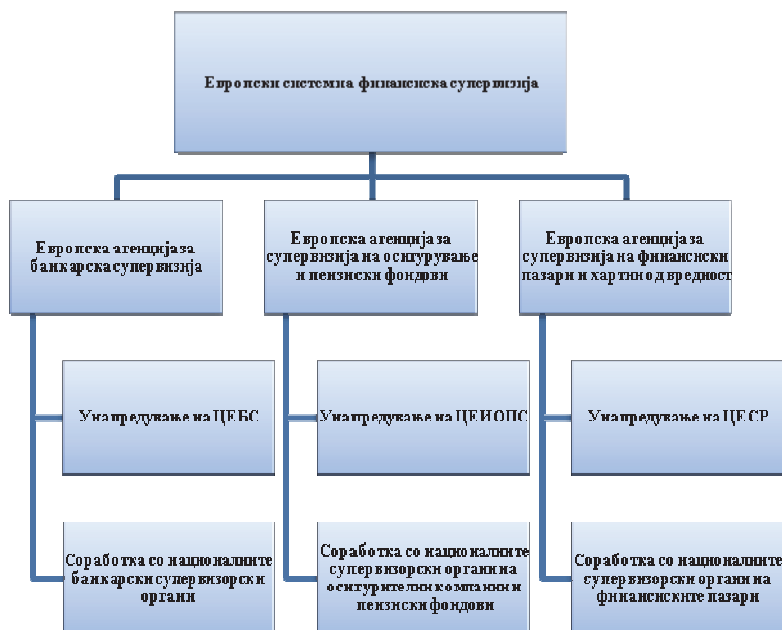 Европски систем на финансиска супервизија
Европска агенција за
банкарска супервизија
Европска агенција за
супервизија на осигурување
и пензиски фондови
Европска агенција за
супервизија на финансиски
пазари и хартии од вредност
Унапредување на ЦЕБС
Унапредување на ЦЕИОПС
Унапредување на ЦЕСР
Соработка со националните
банкарски супервизорски
органи
Соработка со националните
супервизорски органи на
осигурителни компании и
пензиски фондови
Соработка со националните
супервизорски органи на
финансиските пазари